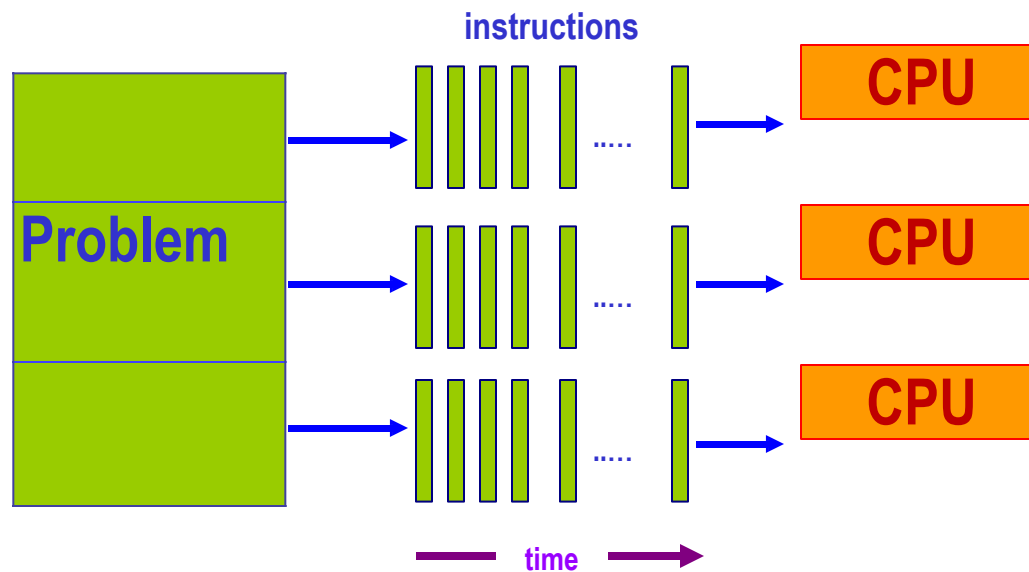 instructions
CPU
.....
Problem
CPU
.....
CPU
.....
time